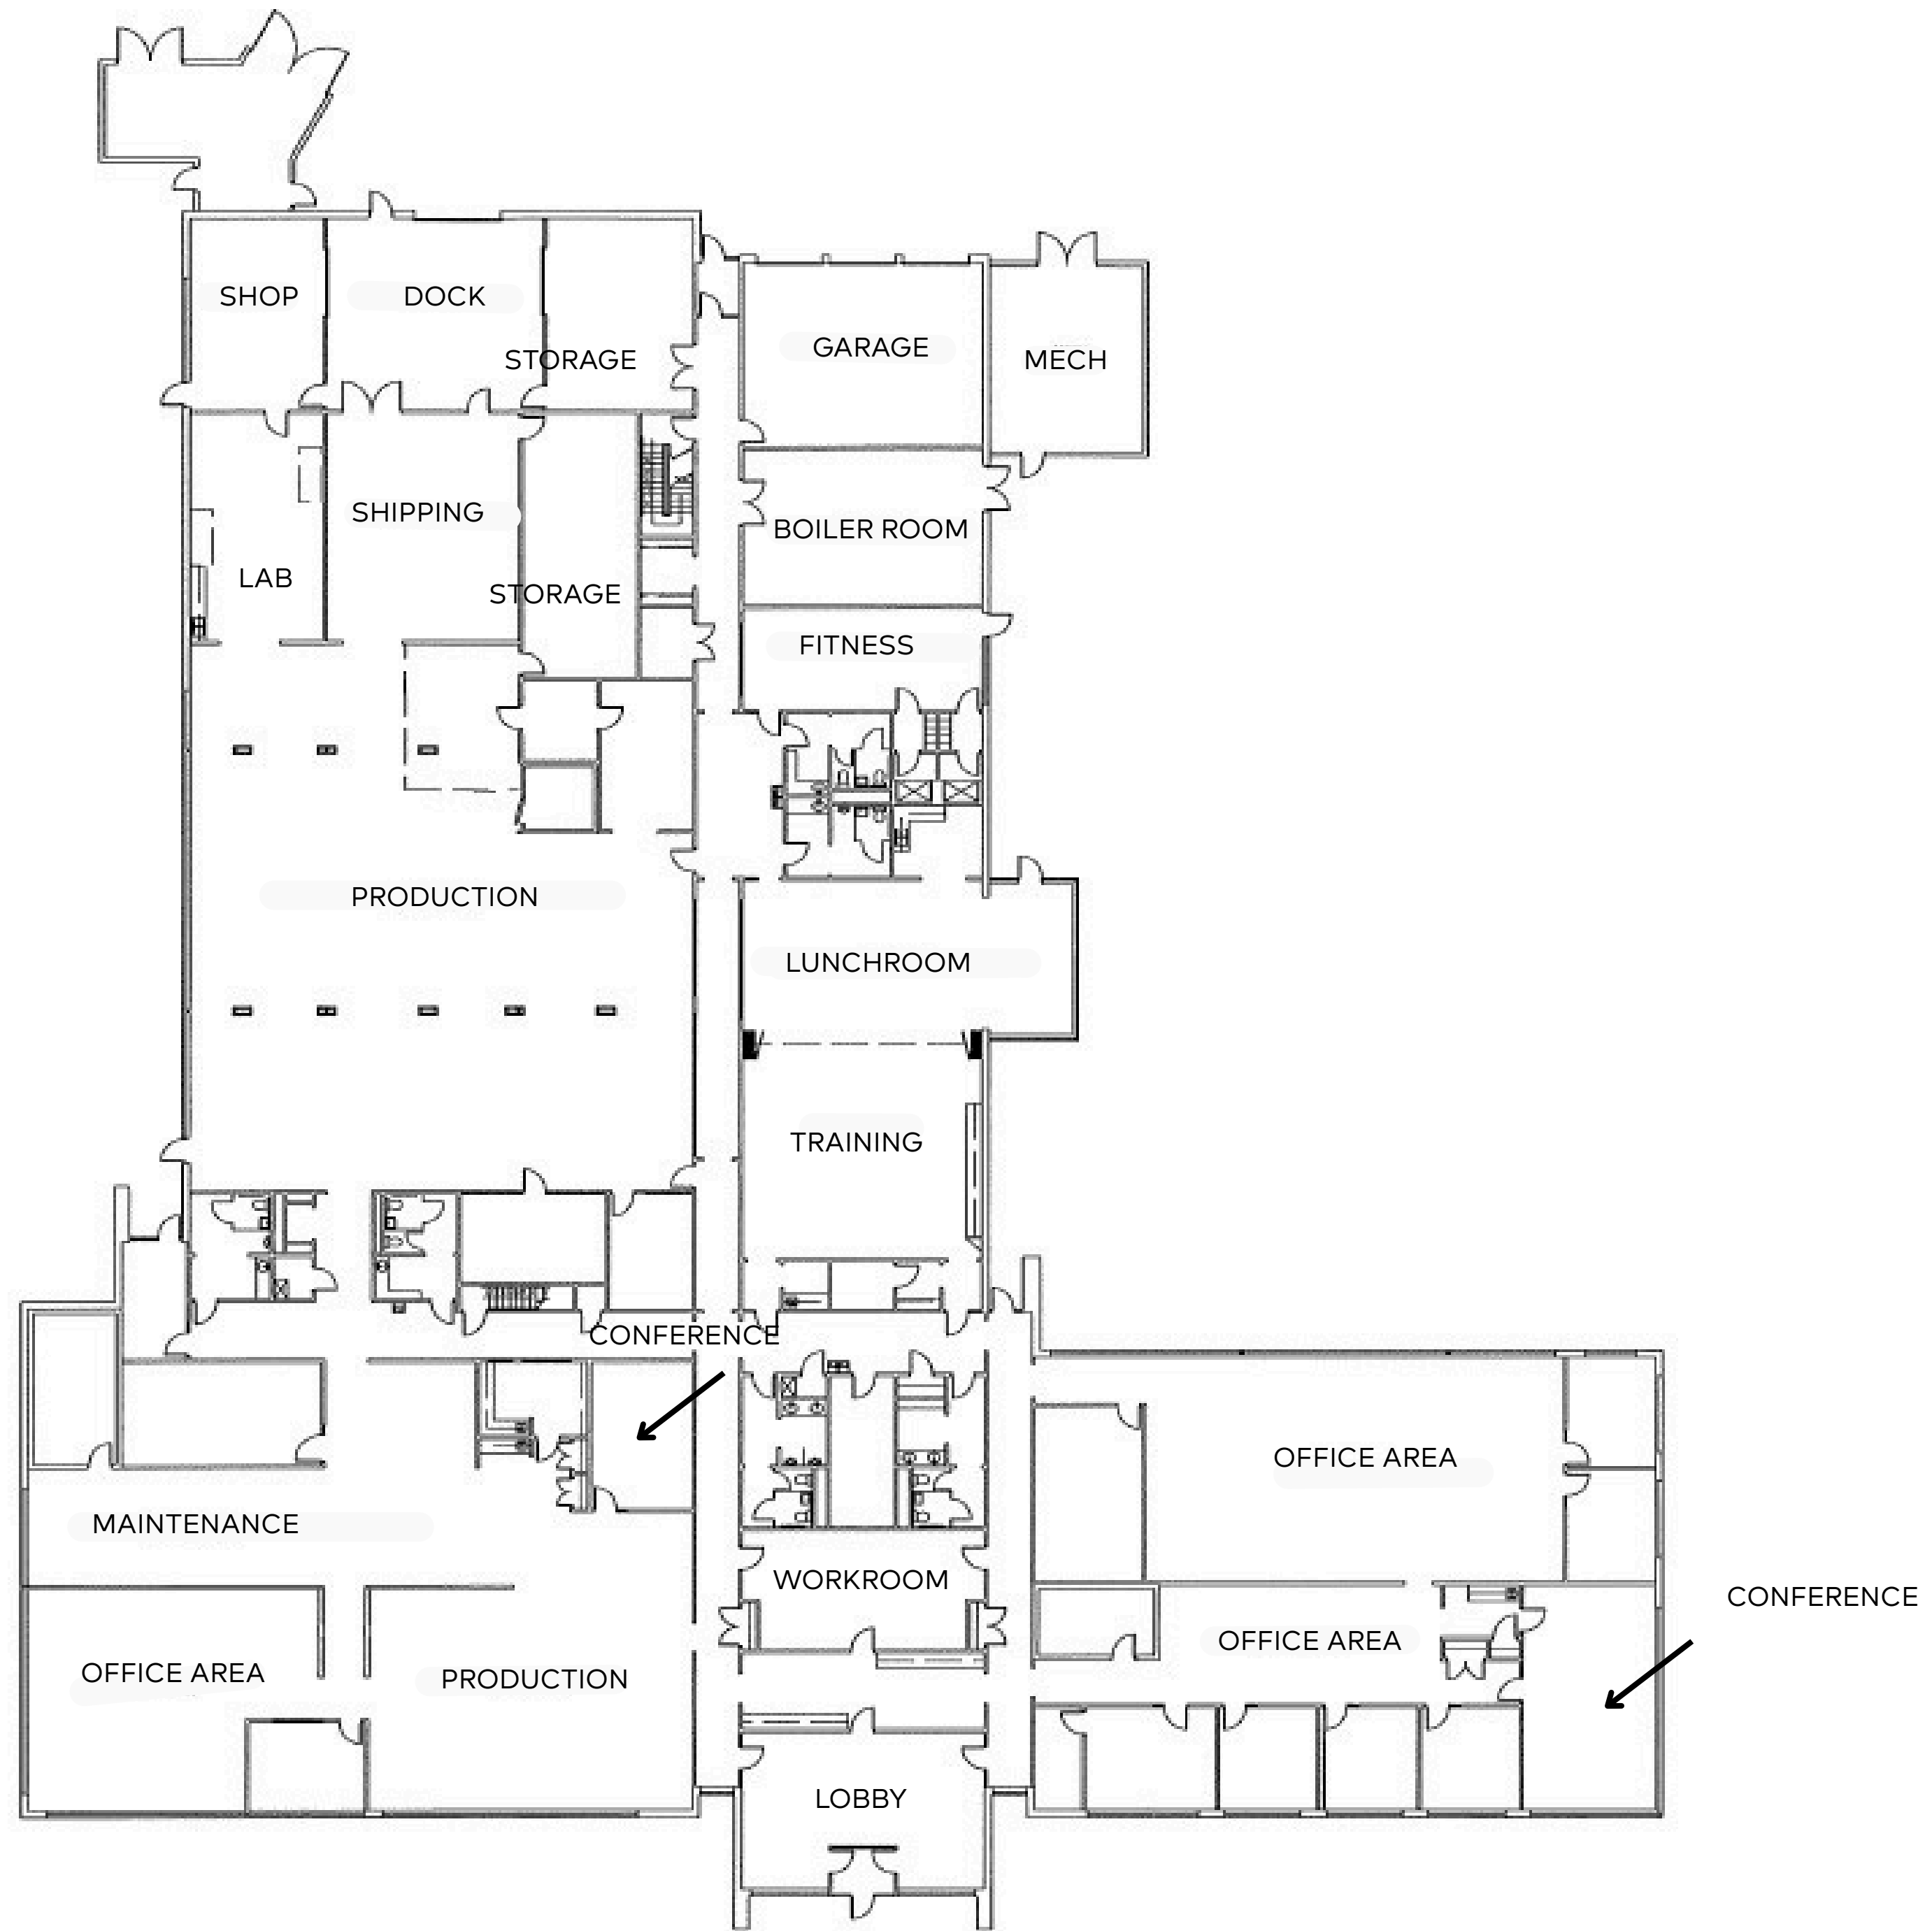 SHOP
DOCK
STORAGE
GARAGE
MECH
SHIPPING
BOILER ROOM
LAB
STORAGE
FITNESS
PRODUCTION
LUNCHROOM
TRAINING
CONFERENCE
OFFICE AREA
MAINTENANCE
WORKROOM
CONFERENCE
OFFICE AREA
OFFICE AREA
PRODUCTION
LOBBY